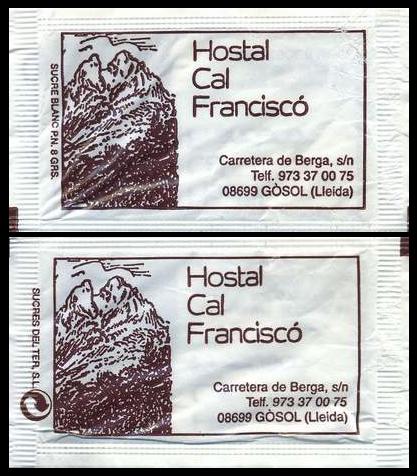 SUCRE BLANC P.N. 8 GRS.
Hostal
Cal
Franciscó
Carretera de Berga, s/n
Telf. 973 37 00 75
08699 GÒSOL (Lleida)
SUCRES DEL TER, S.L.
Hostal
Cal
Franciscó
Carretera de Berga, s/n
Telf. 973 37 00 75
08699 GÒSOL (Lleida)